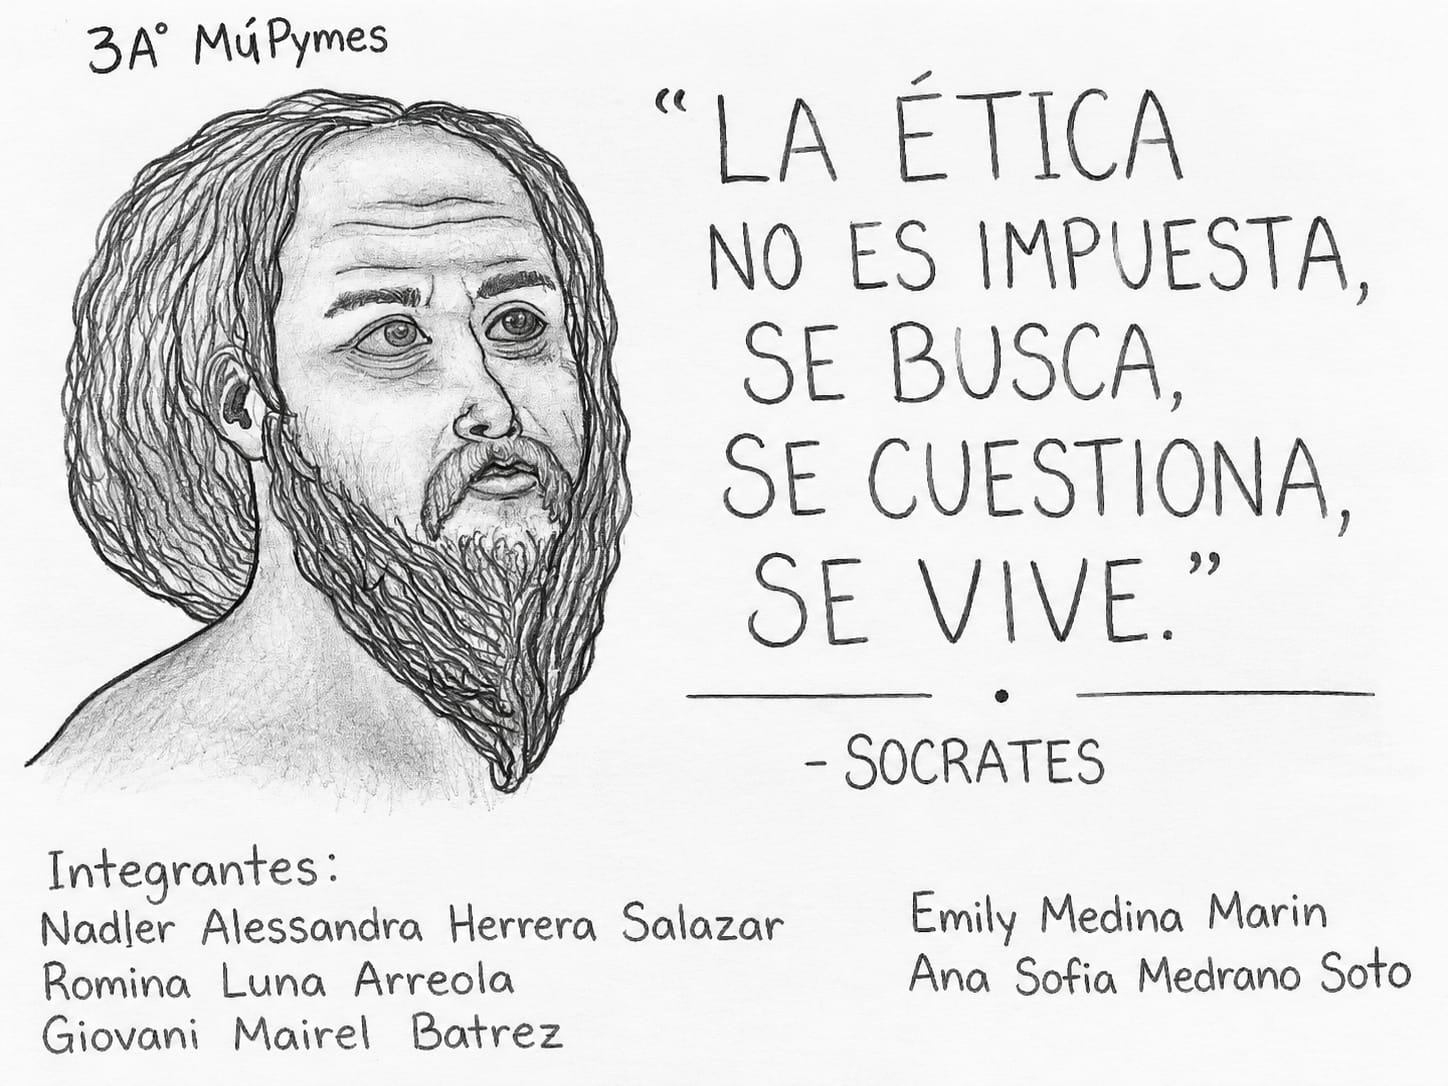 3A° MúPymes
“LA ÉTICA
NO ES IMPUESTA,
SE BUSCA,
SE CUESTIONA,
SE VIVE.”
- SOCRATES
Integrantes:
Nadler Alessandra Herrera Salazar
Romina Luna Arreola
Giovani Mairel Batrez
Emily Medina Marin
Ana Sofia Medrano Soto